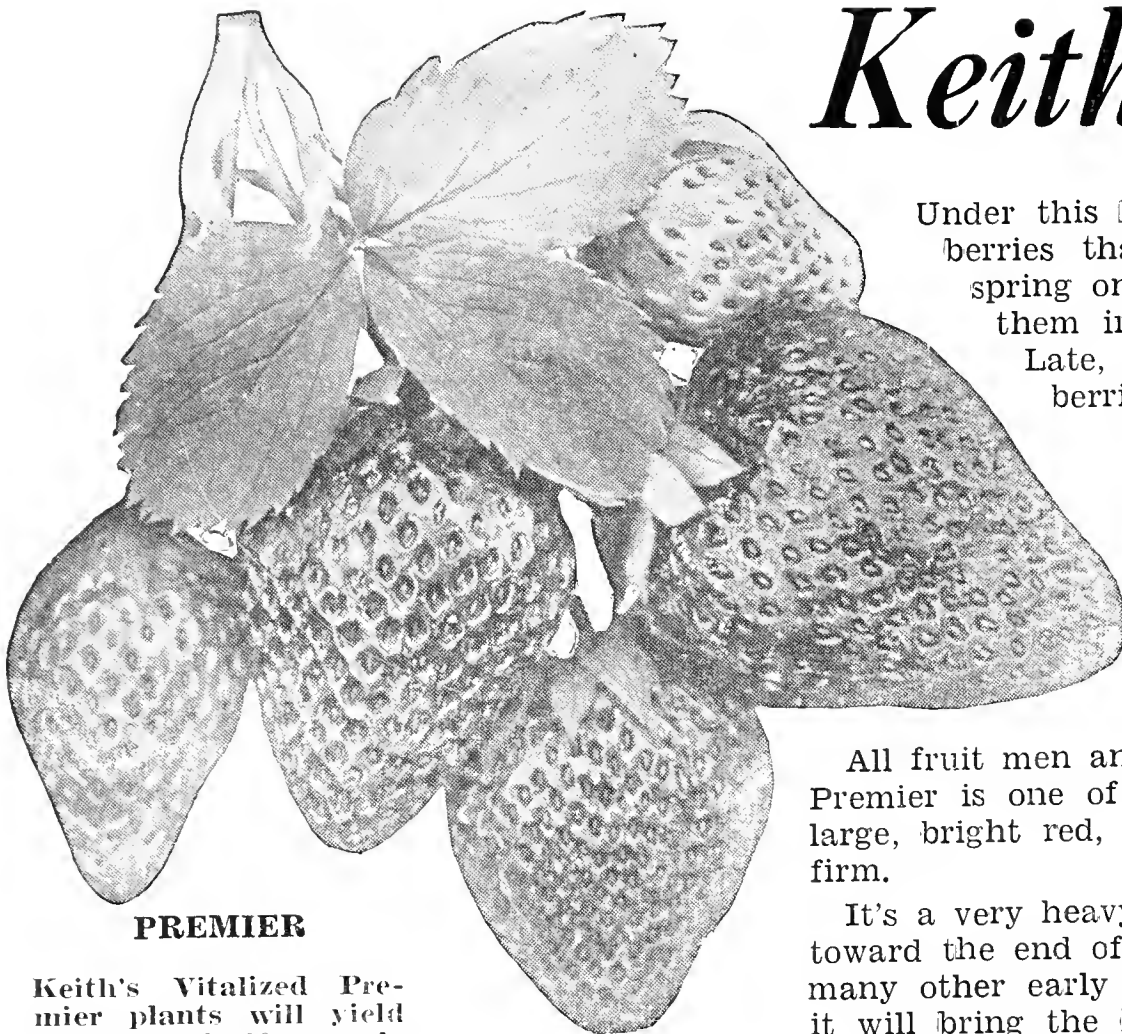 Keith
Under this
berries tha
spring or
them in
Late,
berri
All fruit men an
Premier is one of
large, bright red,
firm.
It's a very heavy
toward the end of
many other early
it will bring the
PREMIER
Keith's Vitalized Pre-
mier plants will yield